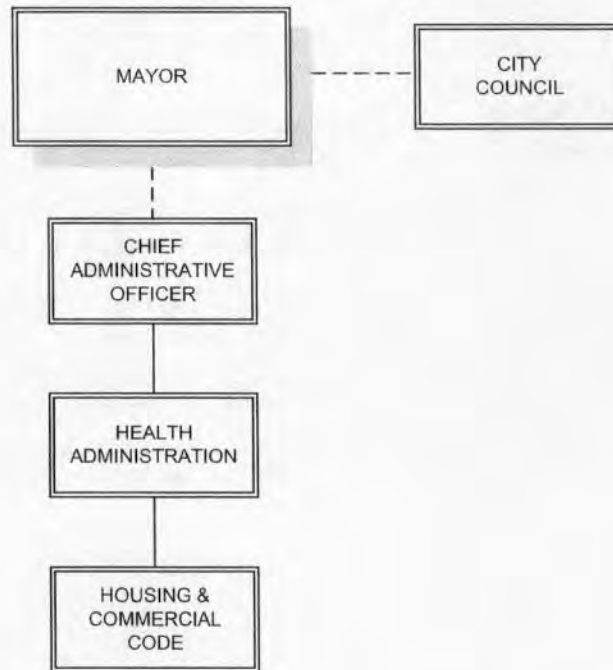 MAYOR
CITY
COUNCIL
CHIEF
ADMINISTRATIVE
OFFICER
HEALTH
ADMINISTRATION
HOUSING &
COMMERCIAL
CODE